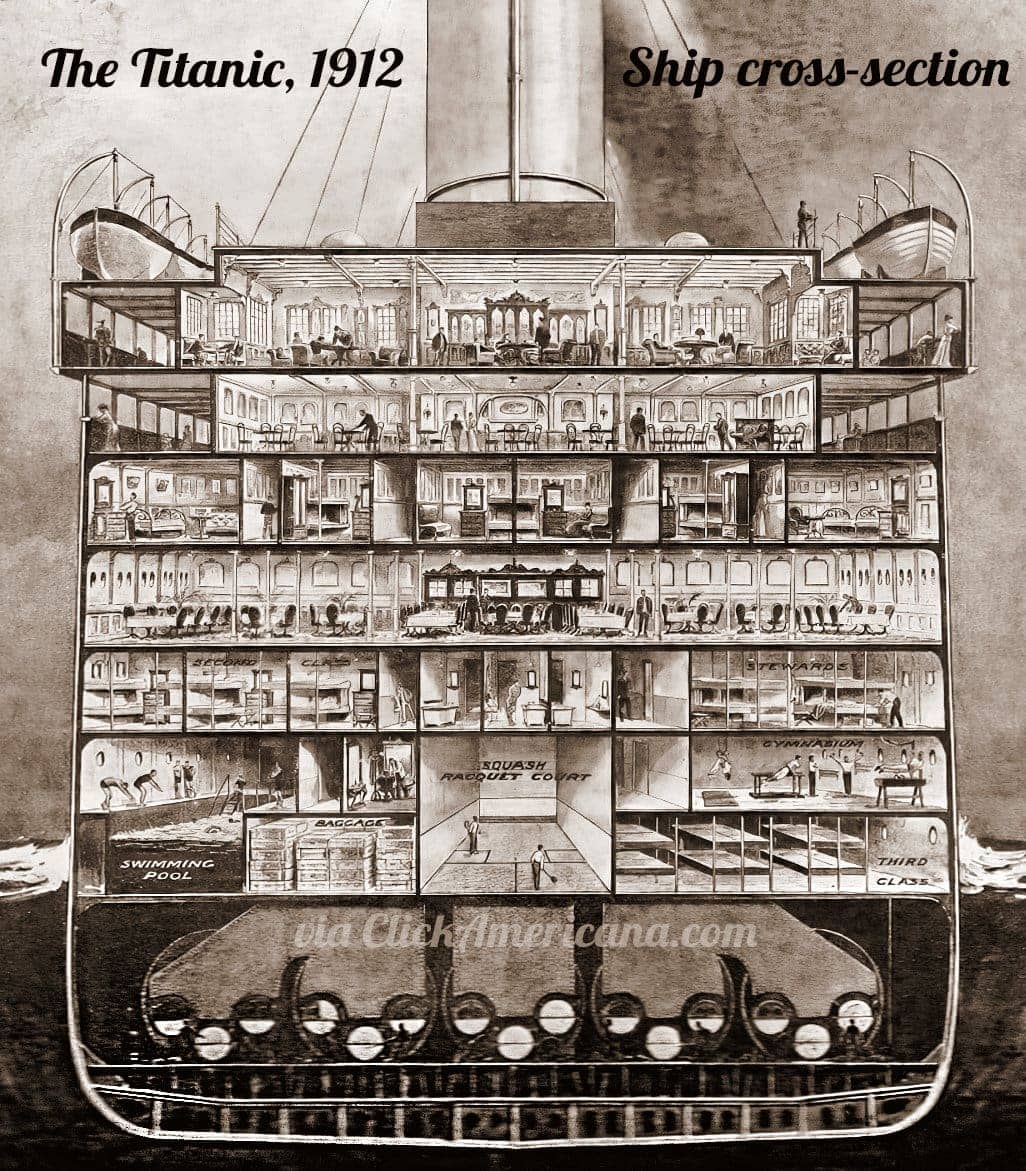 The Titanic, 1912
Ship cross-section
SECOND CLASS
STEWARDS
GYMNASIUM
SQUASH
RACQUET COURT
BAGGAGE
SWIMMING
POOL
THIRD
CLASS
via ClickAmericana.com